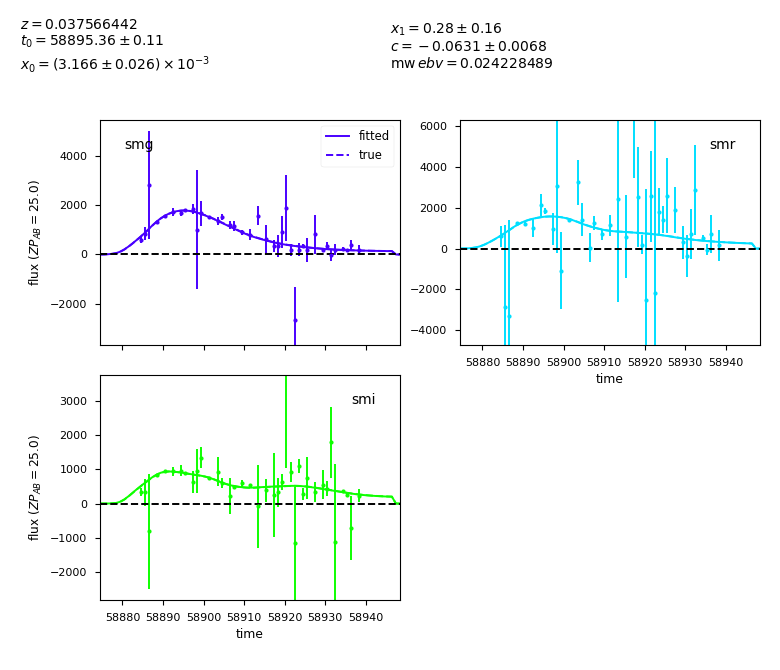 z = 0.037566442
t₀ = 58895.36 ± 0.11
x₀ = (3.166 ± 0.026) × 10⁻³
x₁ = 0.28 ± 0.16
c = −0.0631 ± 0.0068
mw ebv = 0.024228489
smg
fitted
true
4000
2000
0
−2000
flux (ZP_AB = 25.0)
smr
6000
4000
2000
0
−2000
−4000
58880 58890 58900 58910 58920 58930 58940
time
smi
3000
2000
1000
0
−1000
−2000
flux (ZP_AB = 25.0)
58880 58890 58900 58910 58920 58930 58940
time